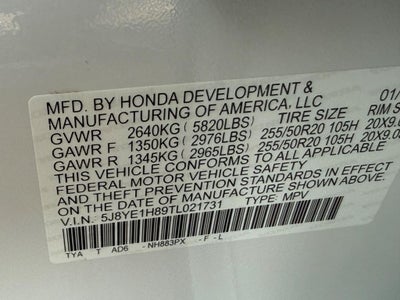 MFD. BY HONDA DEVELOPMENT & 01/
MANUFACTURING OF AMERICA, LLC
GVWR 2640KG ( 5820LBS) TIRE SIZE RIM S
GAWR F 1350KG ( 2976LBS) 255/50R20 105H 20X9.0
GAWR R 1345KG ( 2965LBS) 255/50R20 105H 20X9.0
THIS VEHICLE CONFORMS TO ALL APPLICABLE
FEDERAL MOTOR VEHICLE
SAFETY AND THEFT PREVENTION STANDARDS IN EFFECT
ON THE DATE OF MANUFACTURE SHOWN ABOVE.
V.I.N. 5J8YE1H89TL021731 TYPE: MPV
TYA T AD6 -NH883PX -F -L